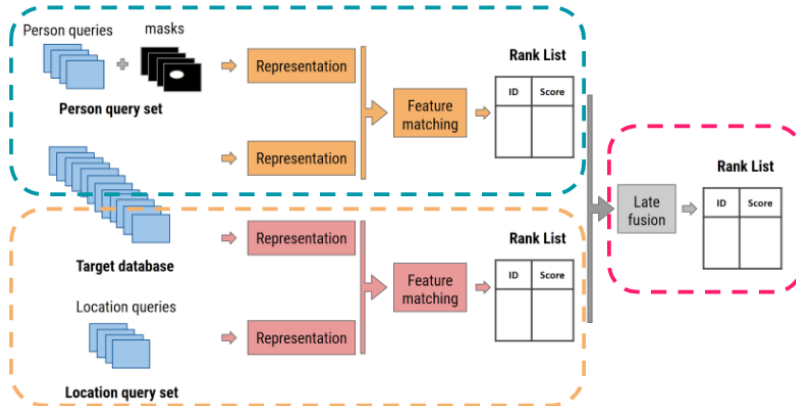 Person queries
masks
Person query set
Representation
Representation
Feature
matching
Rank List
ID Score
Target database
Location queries
Location query set
Representation
Representation
Feature
matching
Rank List
ID Score
Late
fusion
Rank List
ID Score